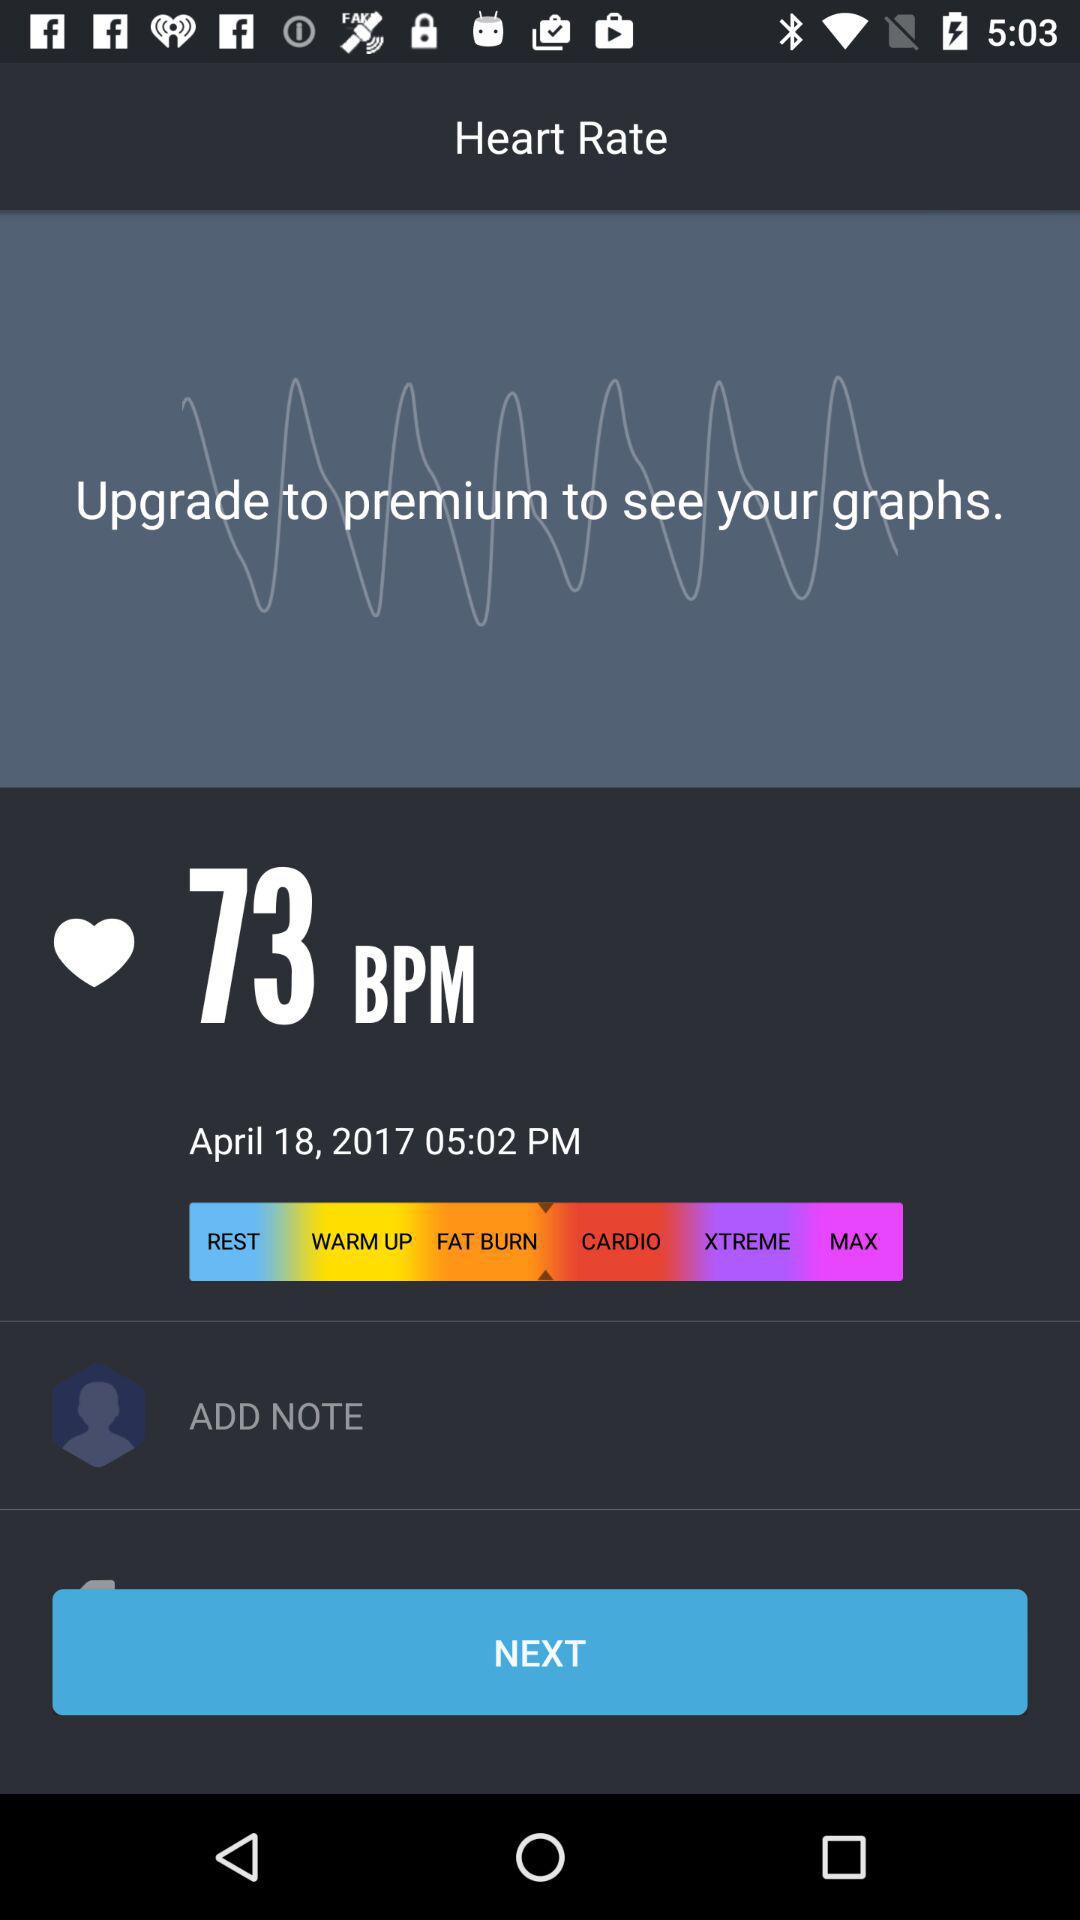 FAKE
5:03
Heart Rate
Upgrade to premium to see your graphs.
73 BPM
April 18, 2017 05:02 PM
REST WARM UP FAT BURN CARDIO XTREME MAX
ADD NOTE
NEXT